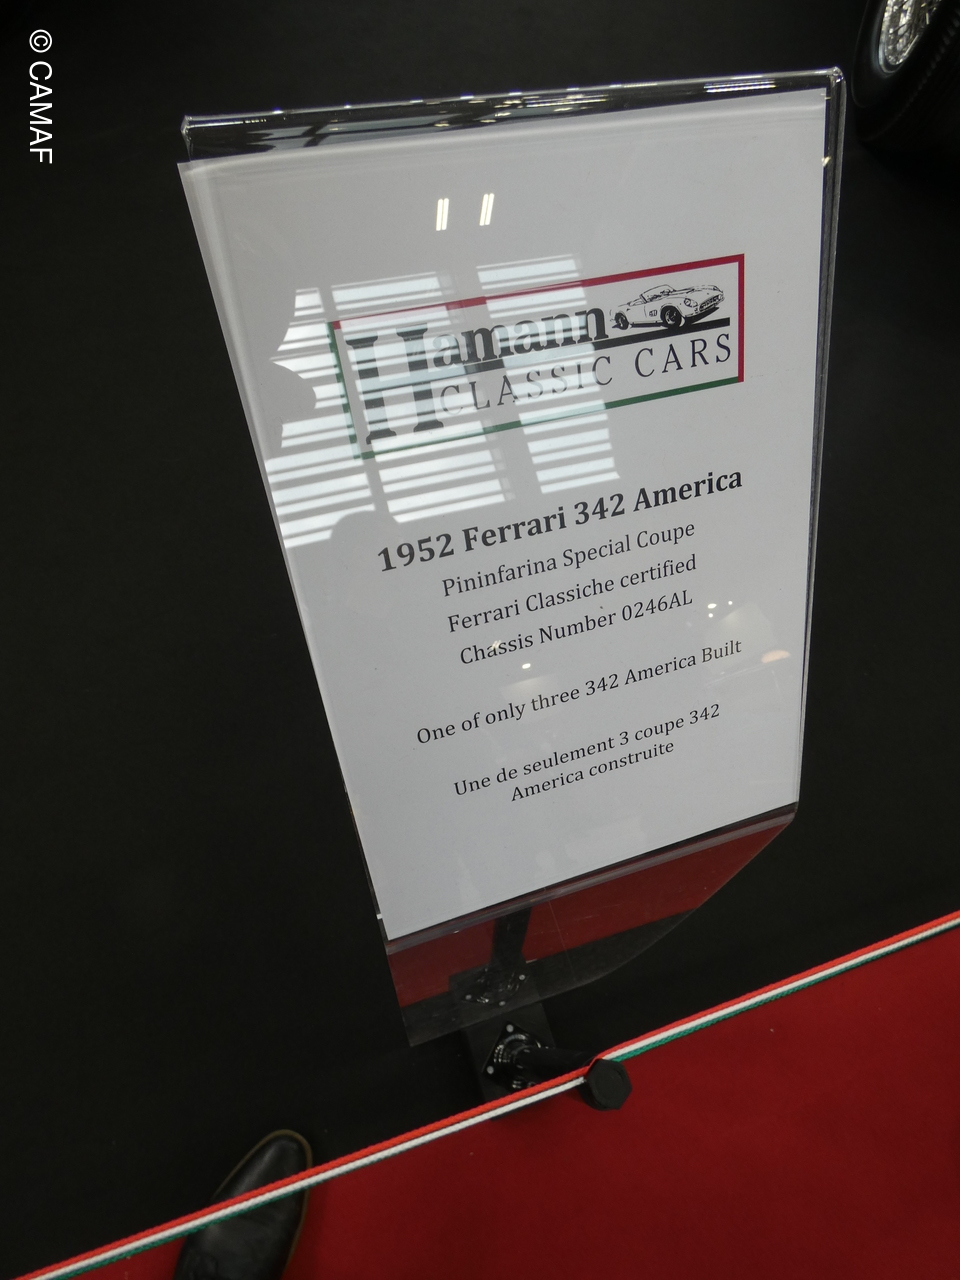 © CAMAF
Hamann
CLASSIC CARS
1952 Ferrari 342 America
Pininfarina Special Coupe
Ferrari Classiche certified
Chassis Number 0246AL
One of only three 342 America Built
Une de seulement 3 coupe 342
America construite